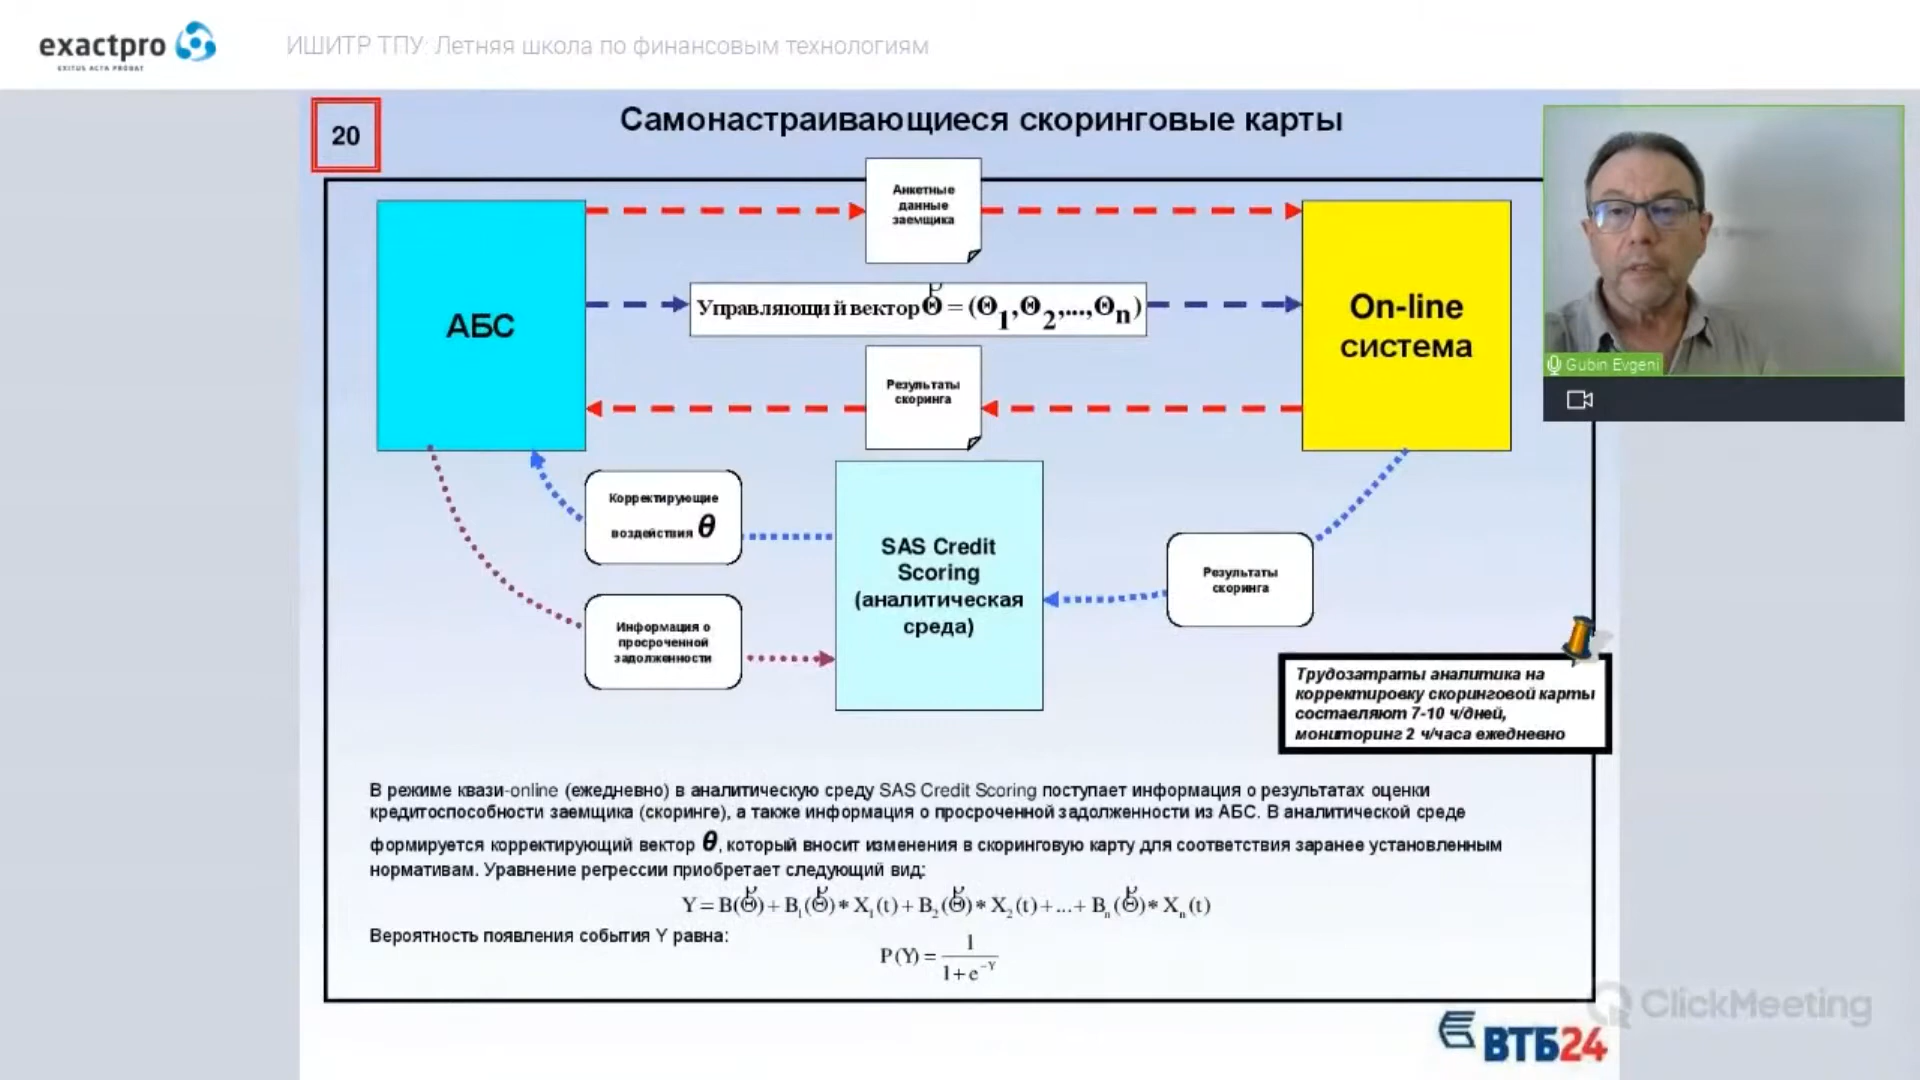 exactpro
EXITUS ACTA PROBAT
ИШИТР ТПУ: Летняя школа по финансовым технологиям
20
Самонастраивающиеся скоринговые карты
Анкетные
данные
заемщика
АБС
Управляющий вектор Θ = (Θ1,Θ2,...,Θn)
On-line
система
Результаты
скоринга
Gubin Evgeni
Корректирующие
воздействия θ
SAS Credit
Scoring
(аналитическая
среда)
Результаты
скоринга
Информация о
просроченной
задолженности
Трудозатраты аналитика на
корректировку скоринговой карты
составляют 7-10 ч/дней,
мониторинг 2 ч/часа ежедневно
В режиме квази-online (ежедневно) в аналитическую среду SAS Credit Scoring поступает информация о результатах оценки
кредитоспособности заемщика (скоринге), а также информация о просроченной задолженности из АБС. В аналитической среде
формируется корректирующий вектор θ, который вносит изменения в скоринговую карту для соответствия заранее установленным
нормативам. Уравнение регрессии приобретает следующий вид:
Y = B(Θ) + B1(Θ) * X1(t) + B2(Θ) * X2(t) + ... + Bn(Θ) * Xn(t)
Вероятность появления события Y равна:
P(Y) = 1 / (1 + e^-Y)
ClickMeeting
ВТБ24